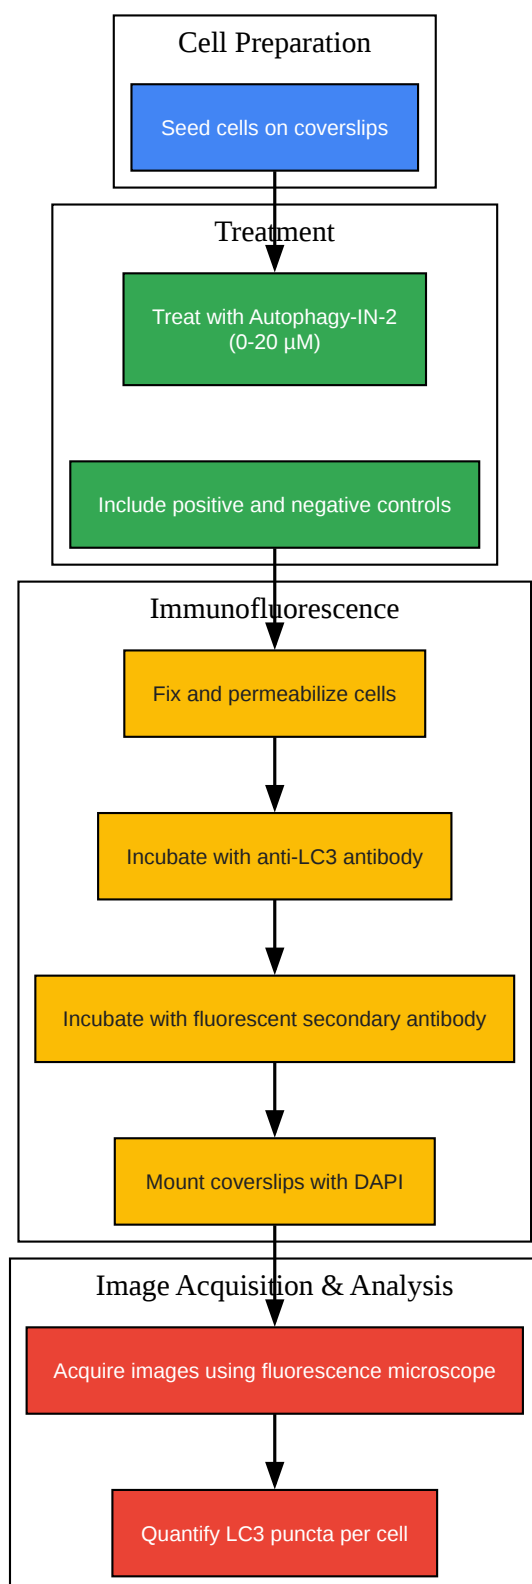 Cell Preparation
Seed cells on coverslips
Treatment
Treat with Autophagy-IN-2
(0-20 µM)
Include positive and negative controls
Immunofluorescence
Fix and permeabilize cells
Incubate with anti-LC3 antibody
Incubate with fluorescent secondary antibody
Mount coverslips with DAPI
Image Acquisition & Analysis
Acquire images using fluorescence microscope
Quantify LC3 puncta per cell